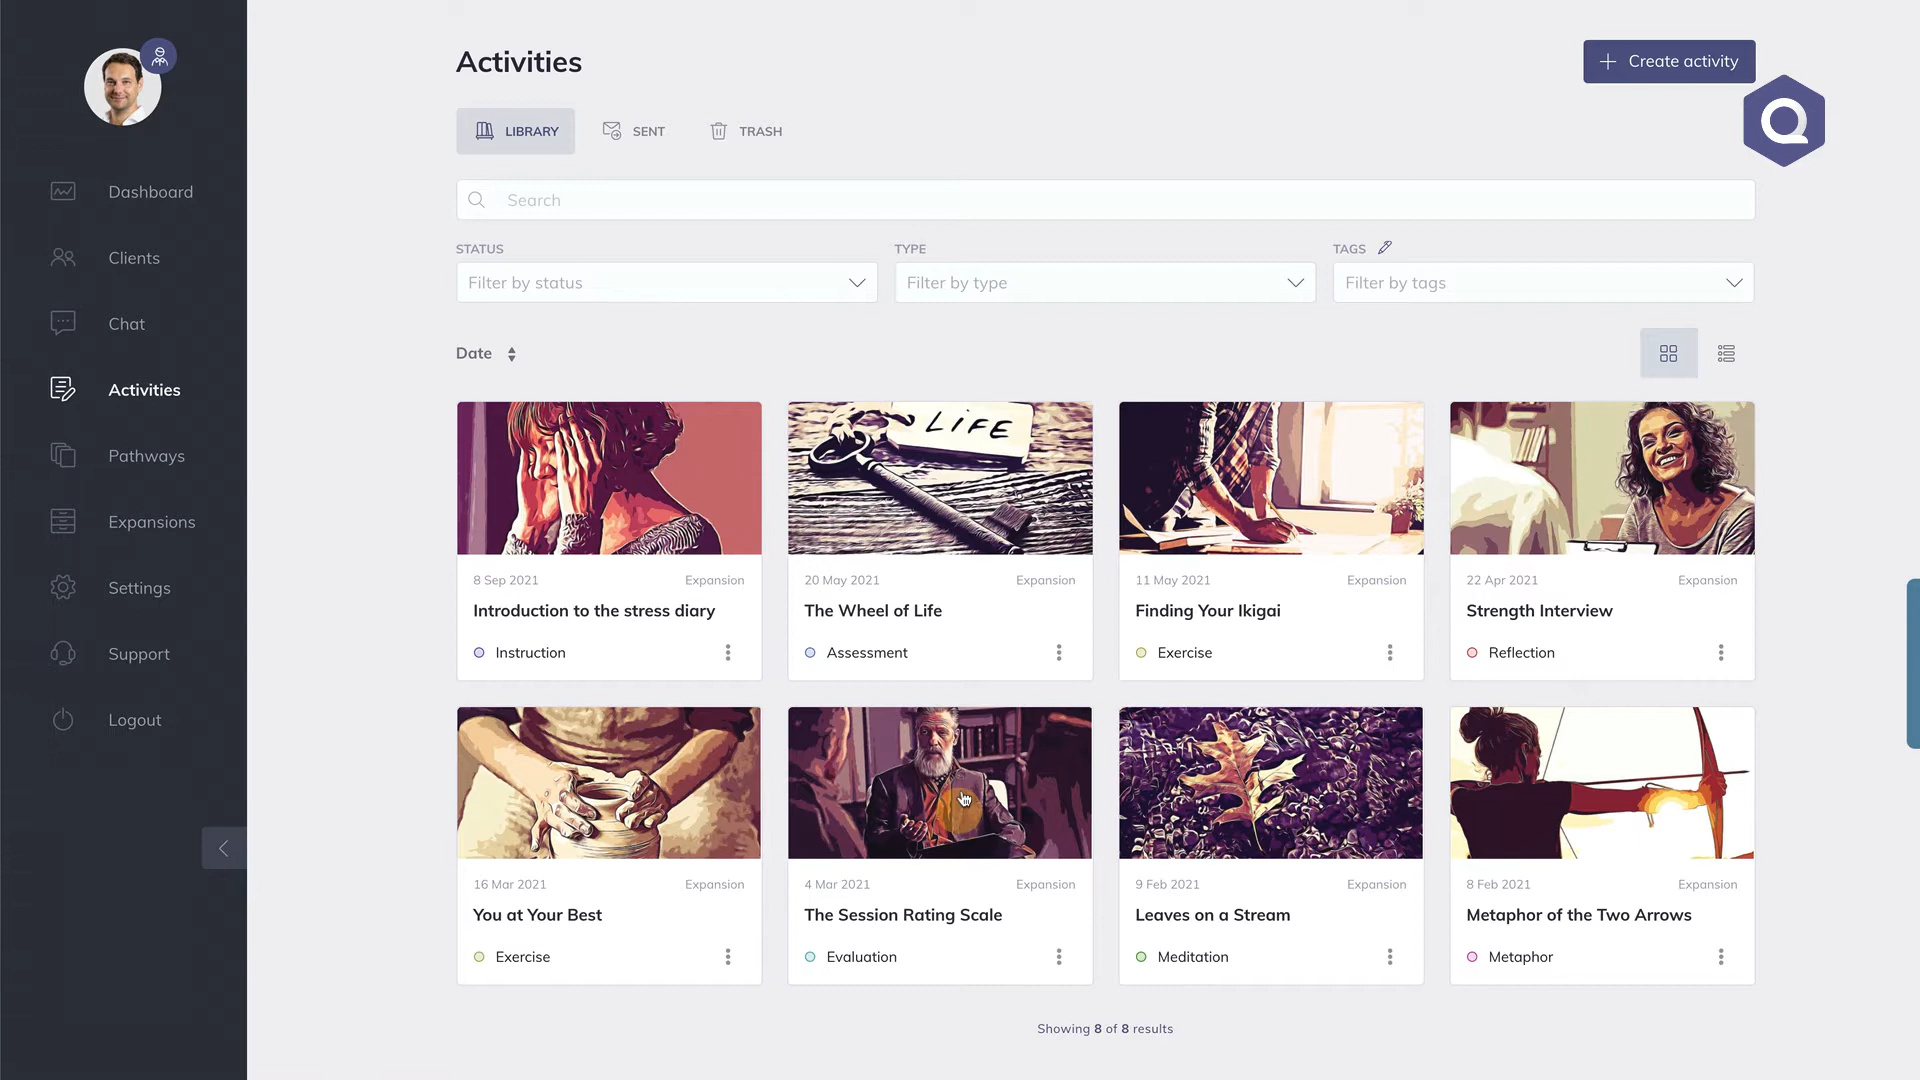 Activities
Create activity
LIBRARY
SENT
TRASH
Search
STATUS
TYPE
TAGS
Filter by status
Filter by type
Filter by tags
Date
Dashboard
Clients
Chat
Activities
Pathways
Expansions
Settings
Support
Logout
LIFE
8 Sep 2021 Expansion
Introduction to the stress diary
Instruction
20 May 2021 Expansion
The Wheel of Life
Assessment
11 May 2021 Expansion
Finding Your Ikigai
Exercise
22 Apr 2021 Expansion
Strength Interview
Reflection
16 Mar 2021 Expansion
You at Your Best
Exercise
4 Mar 2021 Expansion
The Session Rating Scale
Evaluation
9 Feb 2021 Expansion
Leaves on a Stream
Meditation
8 Feb 2021 Expansion
Metaphor of the Two Arrows
Metaphor
Showing 8 of 8 results